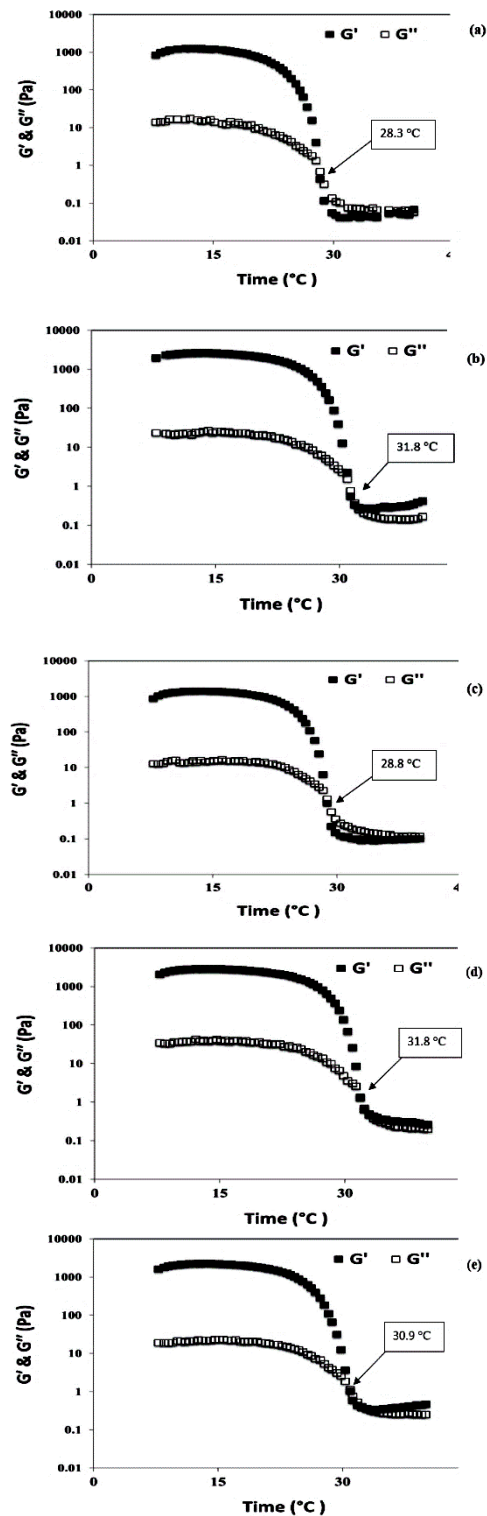 G' G'' (a)
10000
1000
100
10
1
0.1
0.01
G' & G'' (Pa)
28.3 °C
0 15 30 4
Time (°C )
G' G'' (b)
10000
1000
100
10
1
0.1
0.01
G' & G'' (Pa)
31.8 °C
0 15 30
Time (°C )
G' G'' (c)
10000
1000
100
10
1
0.1
0.01
G' & G'' (Pa)
28.8 °C
0 15 30 4
Time (°C )
G' G'' (d)
10000
1000
100
10
1
0.1
0.01
G' & G'' (Pa)
31.8 °C
0 15 30
Time (°C )
G' G'' (e)
10000
1000
100
10
1
0.1
0.01
G' & G'' (Pa)
30.9 °C
0 15 30
Time (°C )